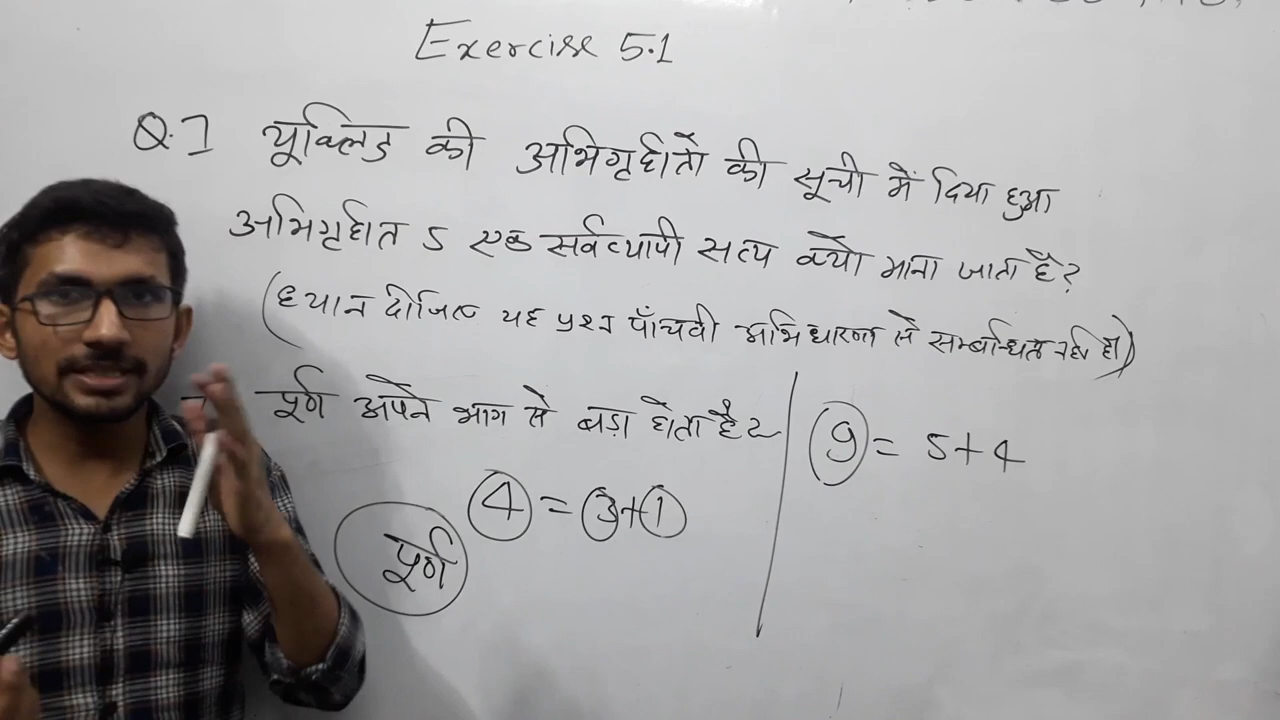 Exercise 5.1
Q.7 यूक्लिड की अभिगृहीतों की सूची में दिया हुआ
अभिगृहीत 5 एक सर्वव्यापी सत्य क्यों माना जाता है?
(ध्यान दीजिए यह प्रश्न पाँचवी अभिधारणा से सम्बन्धित नहीं है)
पूर्ण अपने भाग से बड़ा होता है
4 = 3+1
पूर्ण
9 = 5+4